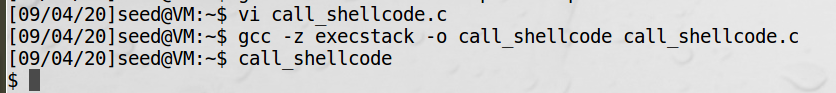 [09/04/20]seed@VM:~$ vi call_shellcode.c
[09/04/20]seed@VM:~$ gcc -z execstack -o call_shellcode call_shellcode.c
[09/04/20]seed@VM:~$ call_shellcode
$